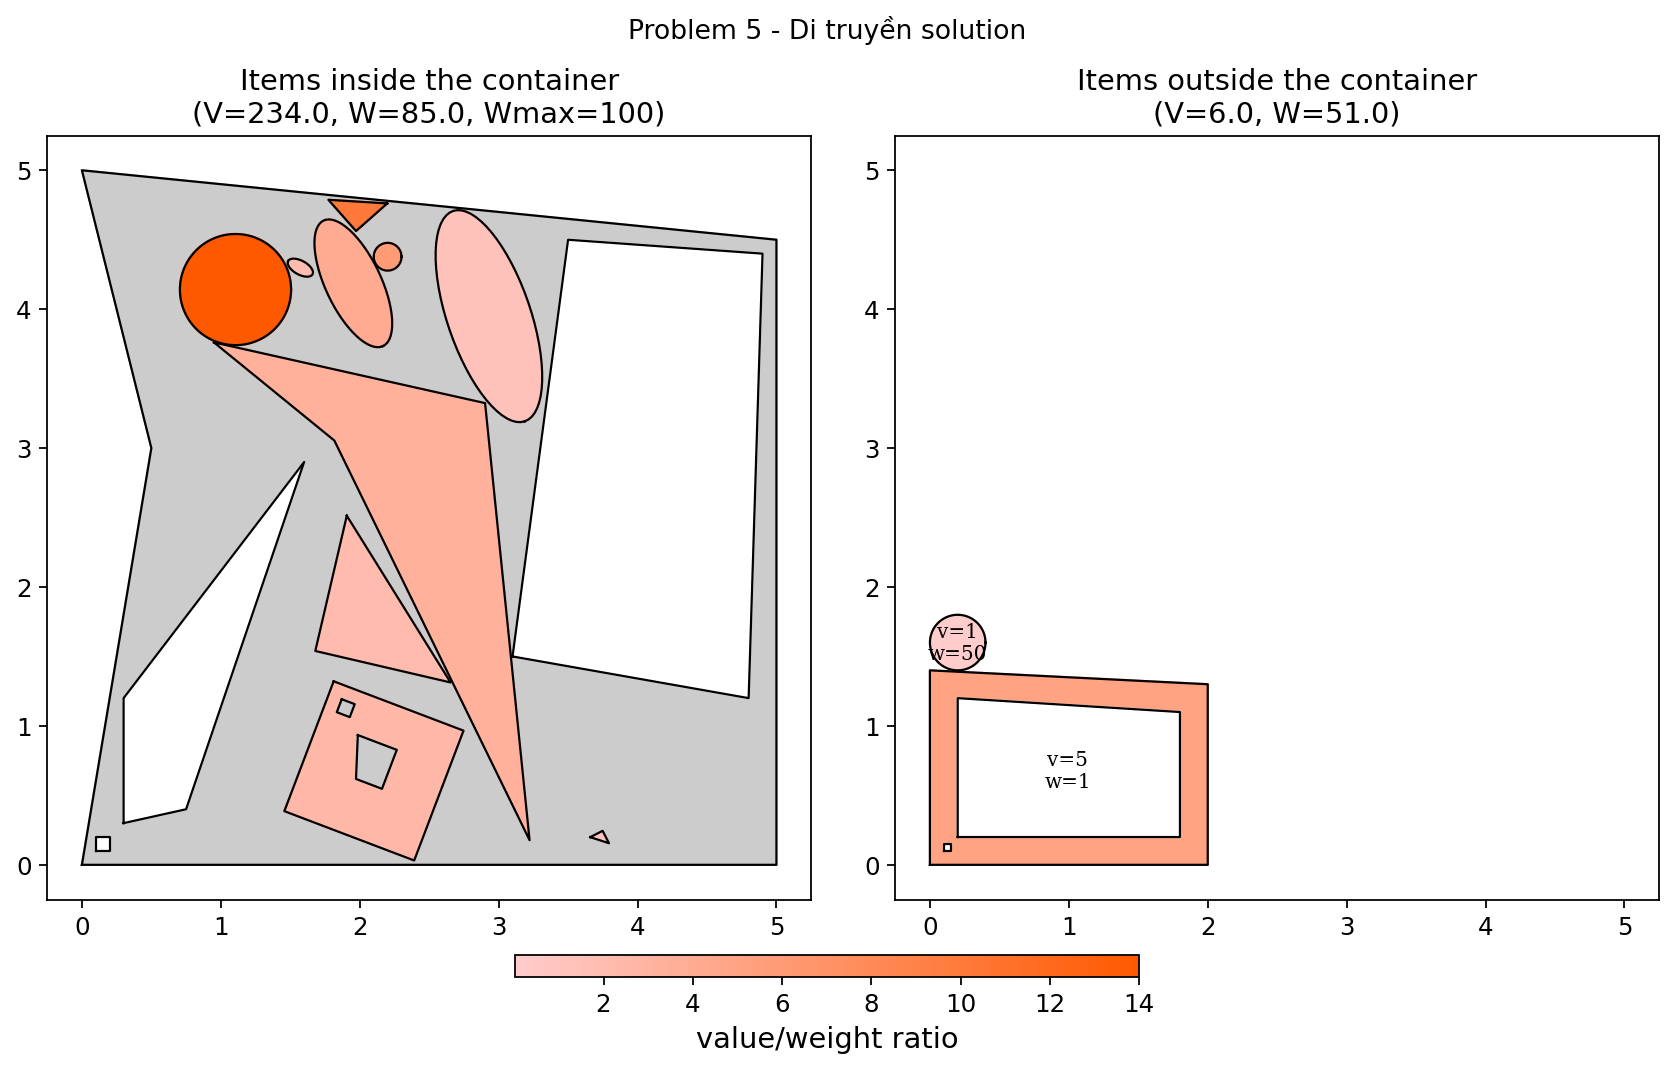 Problem 5 - Di truyền solution
Items inside the container
(V=234.0, W=85.0, Wmax=100)
Items outside the container
(V=6.0, W=51.0)
5
4
3
2
1
0
0 1 2 3 4 5
5
4
3
2
1
0
v=1
w=50
v=5
w=1
0 1 2 3 4 5
2 4 6 8 10 12 14
value/weight ratio